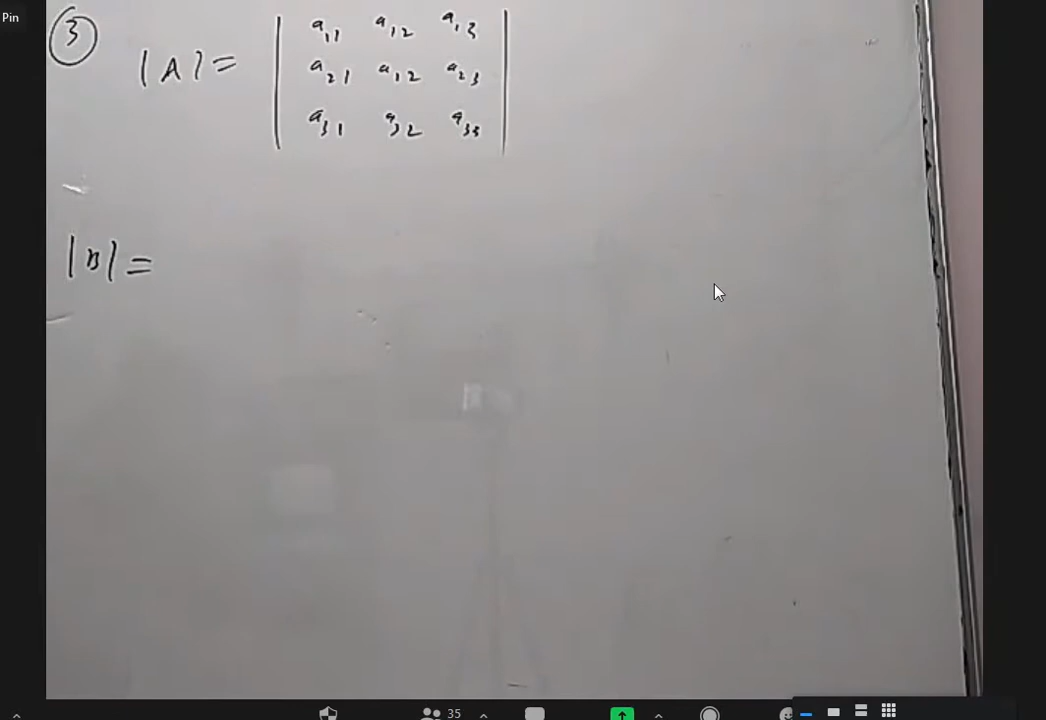 Pin
③ |A| = | a11 a12 a13 |
| a21 a12 a23 |
| a31 a32 a33 |
|B| =
35